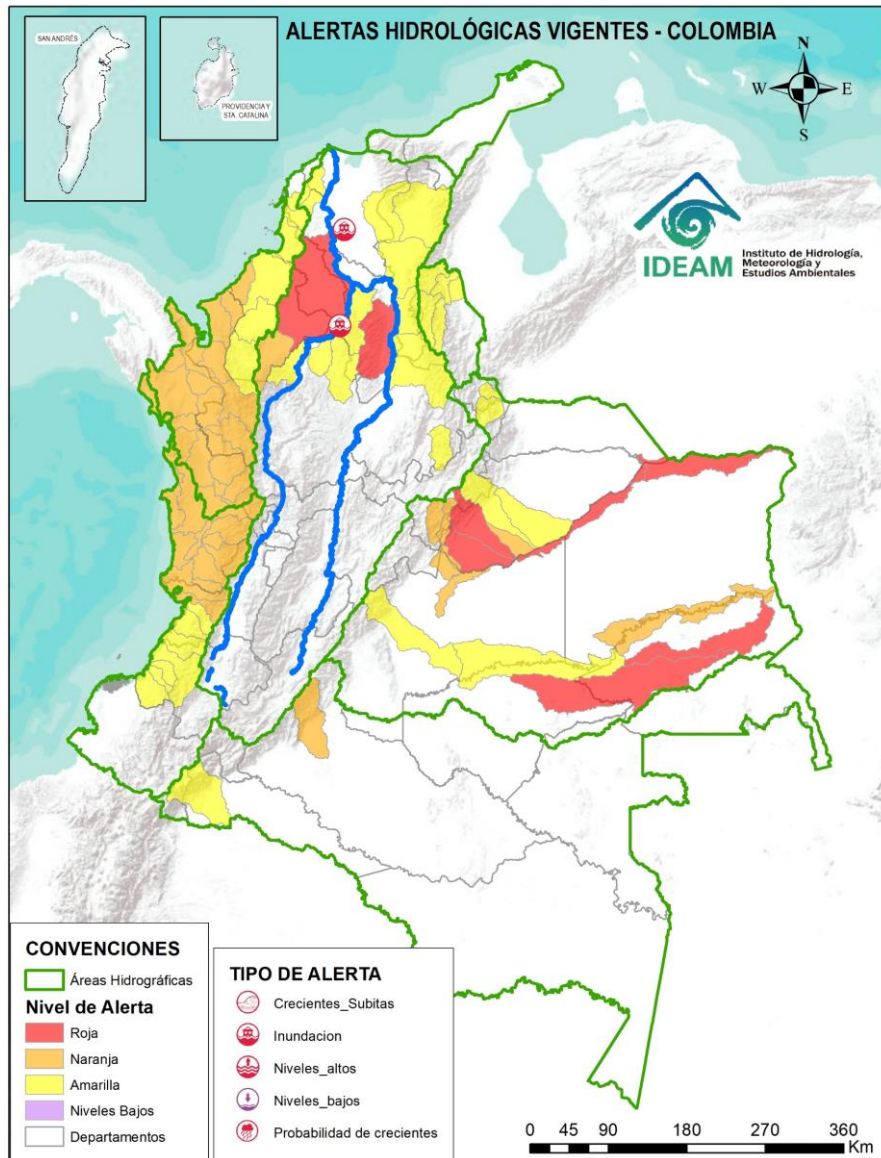 ALERTAS HIDROLÓGICAS VIGENTES - COLOMBIA
SAN ANDRÉS
PROVIDENCIA Y
STA. CATALINA
N
W
E
S
IDEAM
Instituto de Hidrología,
Meteorología y
Estudios Ambientales
CONVENCIONES
Áreas Hidrográficas
Nivel de Alerta
Roja
Naranja
Amarilla
Niveles Bajos
Departamentos
TIPO DE ALERTA
Crecientes_Subitas
Inundacion
Niveles_altos
Niveles_bajos
Probabilidad de crecientes
0 45 90 180 270 360
Km